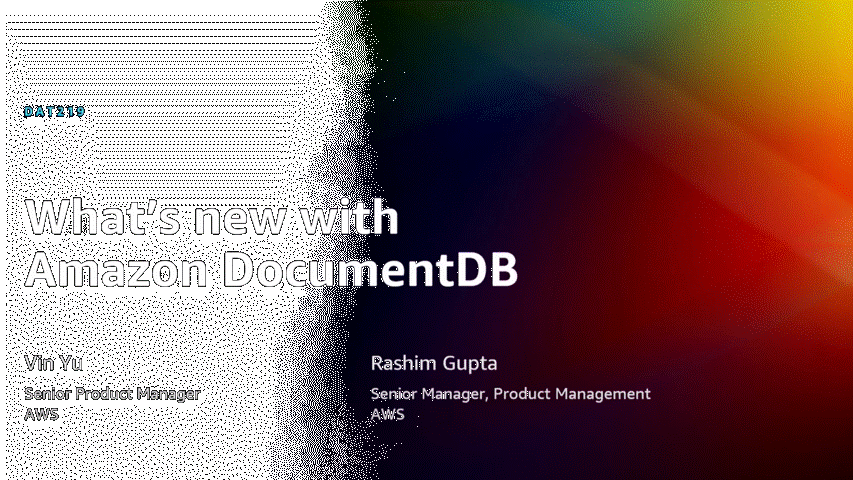 DAT219
What's new with
Amazon DocumentDB
Vin Yu
Senior Product Manager
AWS
Rashim Gupta
Senior Manager, Product Management
AWS